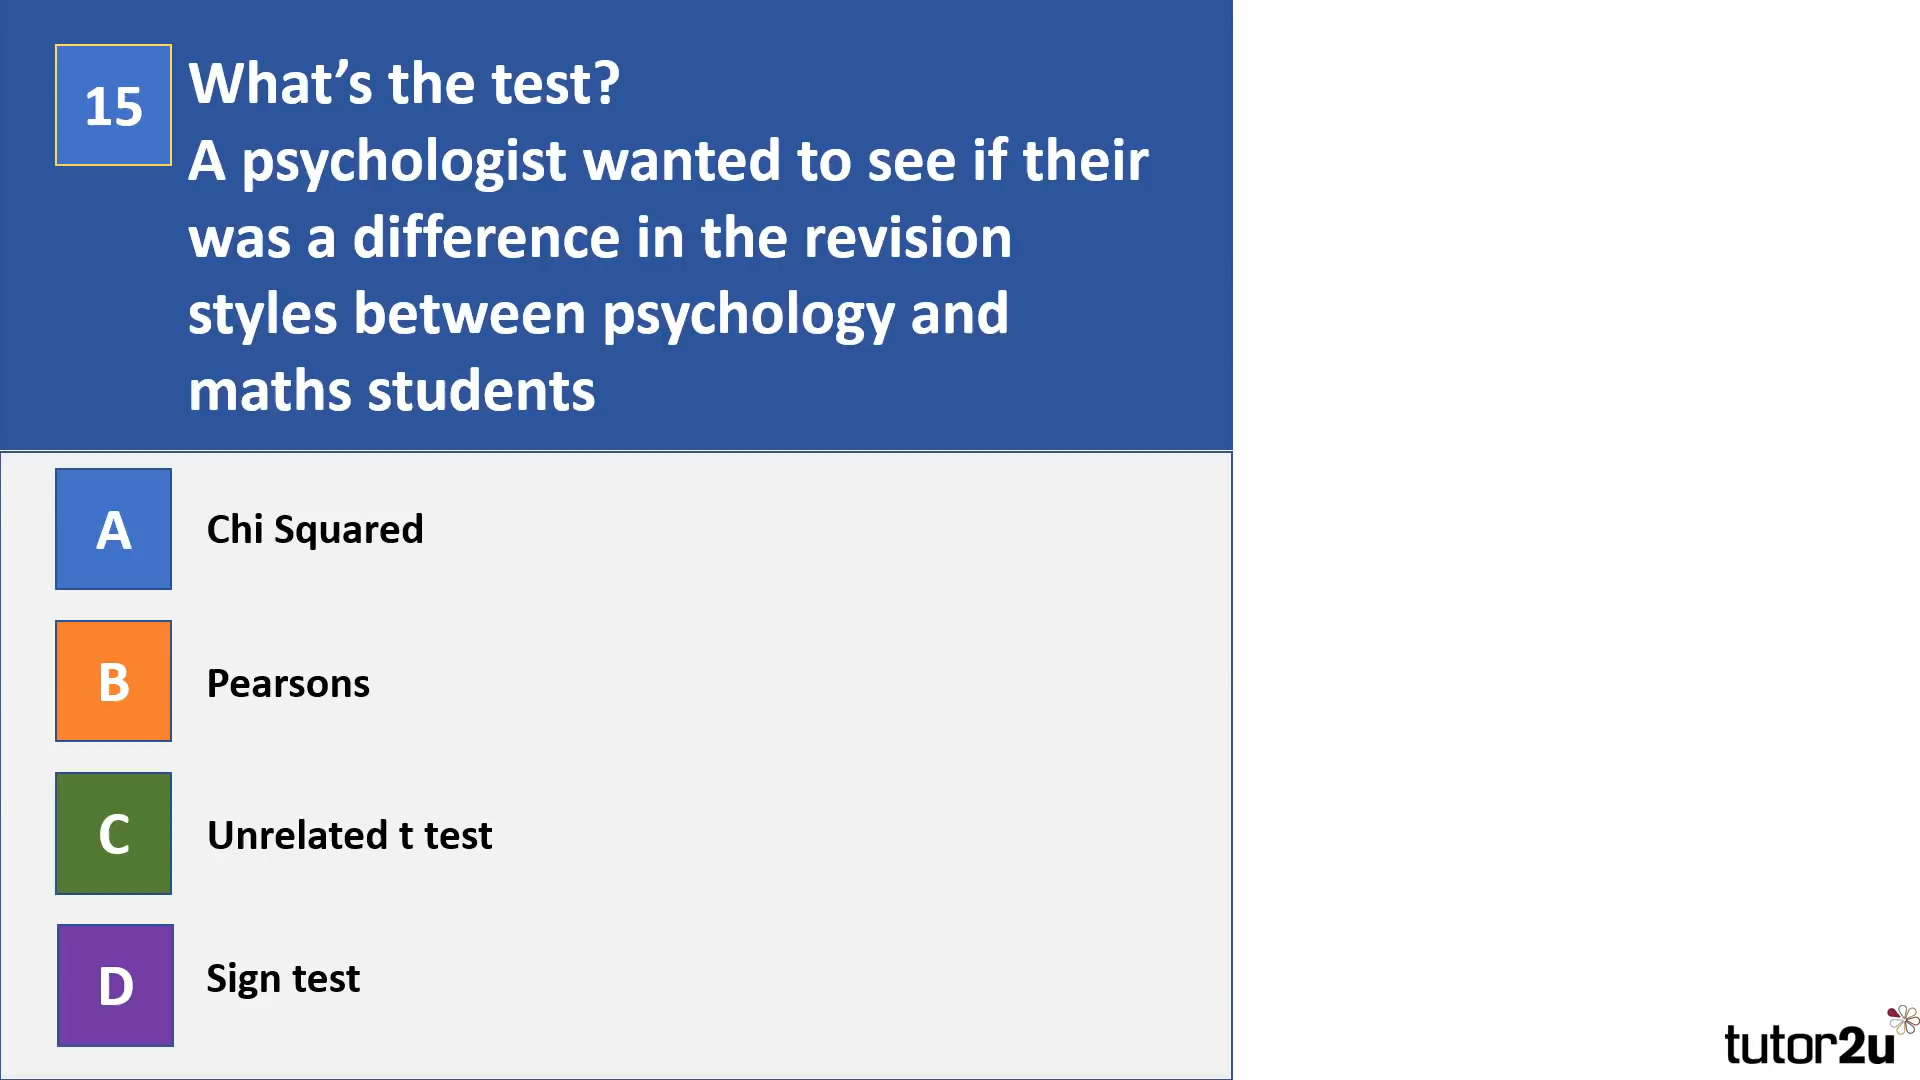 15
What’s the test?
A psychologist wanted to see if their
was a difference in the revision
styles between psychology and
maths students
A
Chi Squared
B
Pearsons
C
Unrelated t test
D
Sign test
tutor2u